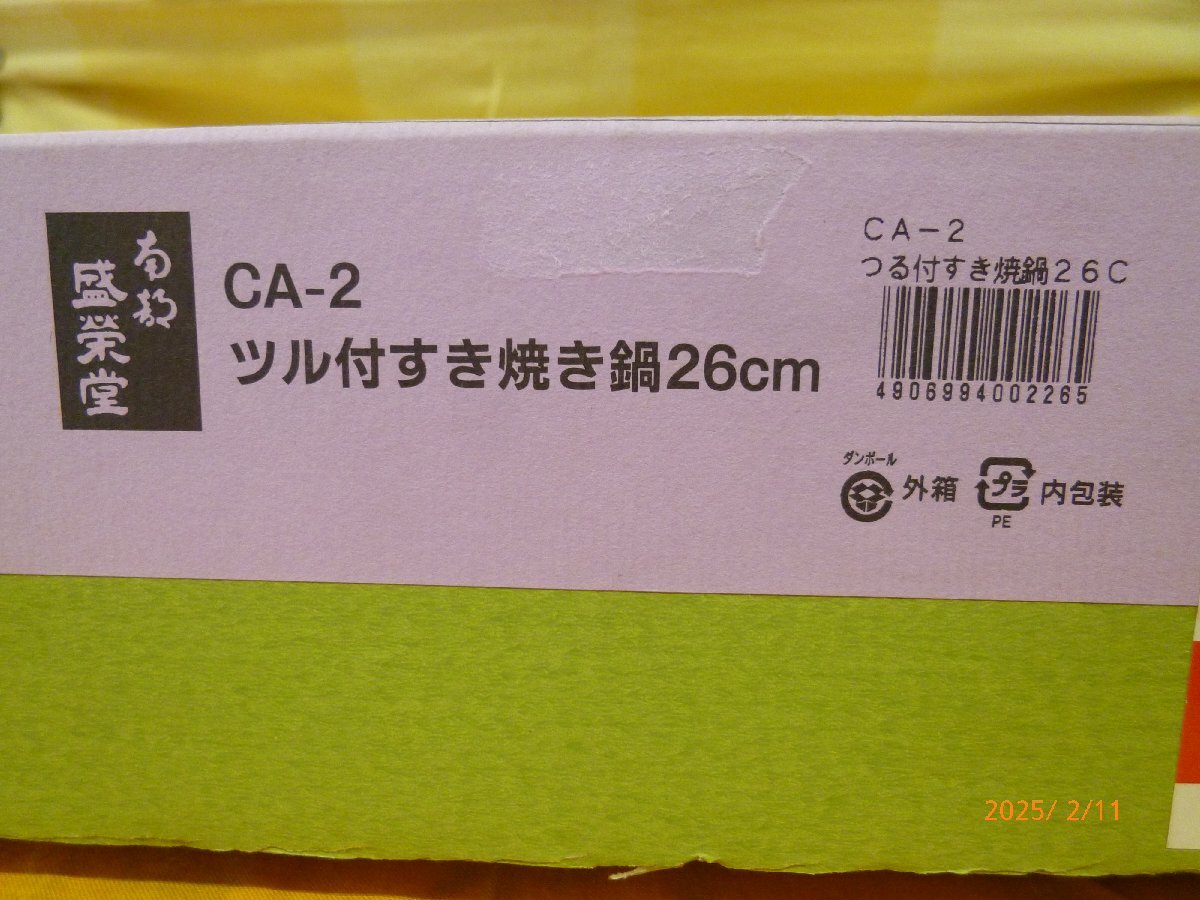 南部
盛榮堂
CA-2
ツル付すき焼き鍋26cm
CA-2
つる付すき焼鍋26C
4906994002265
ダンボール
外箱
プラ
内包装
PE
2025/ 2/11